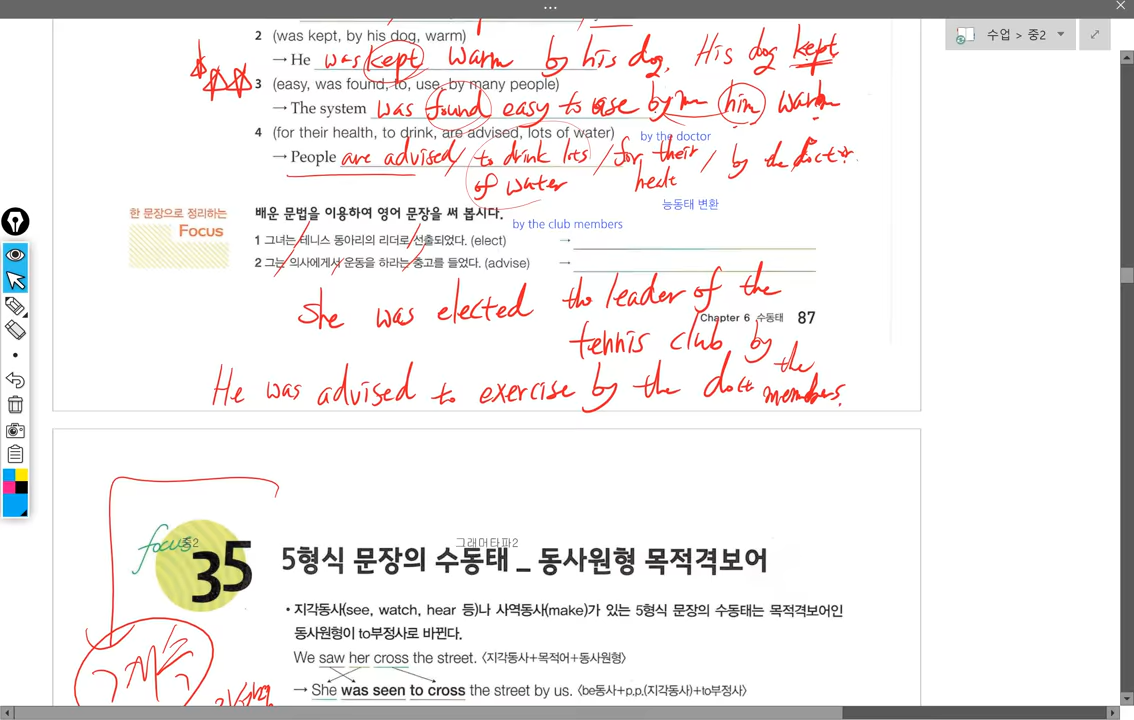 수업 > 중2
2 (was kept, by his dog, warm)
→ He was kept warm by his dog, His dog kept
3 (easy, was found, to, use, by many people)
→ The system was found easy to use by m him warm
4 (for their health, to drink, are advised, lots of water) by the doctor
→ People are advised / to drink lots / for their / by the doctor.
of water
능동태 변환
한 문장으로 정리하는
Focus
배운 문법을 이용하여 영어 문장을 써 봅시다. by the club members
1 그녀는 테니스 동아리의 리더로 선출되었다. (elect) →
2 그는 의사에게서 운동을 하라는 충고를 들었다. (advise) →
She was elected the leader of the
Chapter 6 수동태 87
tennis club by the members.
He was advised to exercise by the doct
focus 중2
35
그래머타파2
5형식 문장의 수동태 _ 동사원형 목적격보어
• 지각동사(see, watch, hear 등)나 사역동사(make)가 있는 5형식 문장의 수동태는 목적격보어인
동사원형이 to부정사로 바뀐다.
We saw her cross the street. <지각동사+목적어+동사원형>
→ She was seen to cross the street by us. <be동사+p.p.(지각동사)+to부정사>